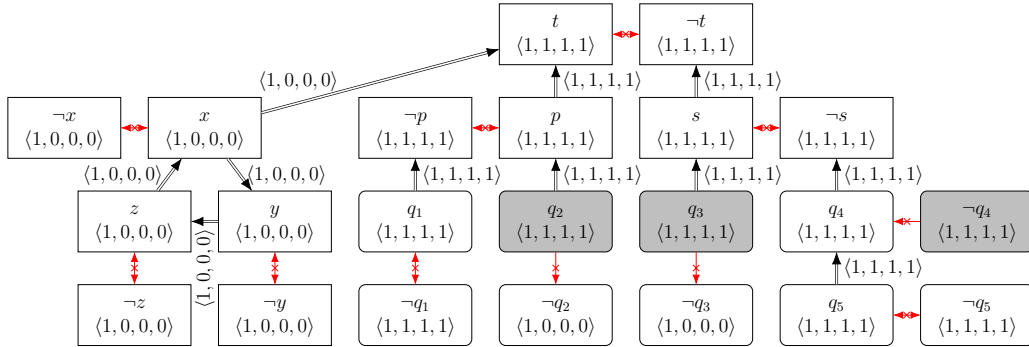 t ¬t
⟨1, 1, 1, 1⟩ ⟨1, 1, 1, 1⟩
⟨1, 0, 0, 0⟩ ⟨1, 1, 1, 1⟩ ⟨1, 1, 1, 1⟩
¬x x ¬p p s ¬s
⟨1, 0, 0, 0⟩ ⟨1, 0, 0, 0⟩ ⟨1, 1, 1, 1⟩ ⟨1, 1, 1, 1⟩ ⟨1, 1, 1, 1⟩ ⟨1, 1, 1, 1⟩
⟨1, 0, 0, 0⟩ ⟨1, 0, 0, 0⟩ ⟨1, 1, 1, 1⟩ ⟨1, 1, 1, 1⟩ ⟨1, 1, 1, 1⟩ ⟨1, 1, 1, 1⟩
z y q₁ q₂ q₃ q₄ ¬q₄
⟨1, 0, 0, 0⟩ ⟨1, 0, 0, 0⟩ ⟨1, 1, 1, 1⟩ ⟨1, 1, 1, 1⟩ ⟨1, 1, 1, 1⟩ ⟨1, 1, 1, 1⟩ ⟨1, 1, 1, 1⟩
⟨1, 0, 0, 0⟩ ⟨1, 1, 1, 1⟩
¬z ¬y ¬q₁ ¬q₂ ¬q₃ q₅ ¬q₅
⟨1, 0, 0, 0⟩ ⟨1, 0, 0, 0⟩ ⟨1, 1, 1, 1⟩ ⟨1, 0, 0, 0⟩ ⟨1, 0, 0, 0⟩ ⟨1, 1, 1, 1⟩ ⟨1, 1, 1, 1⟩